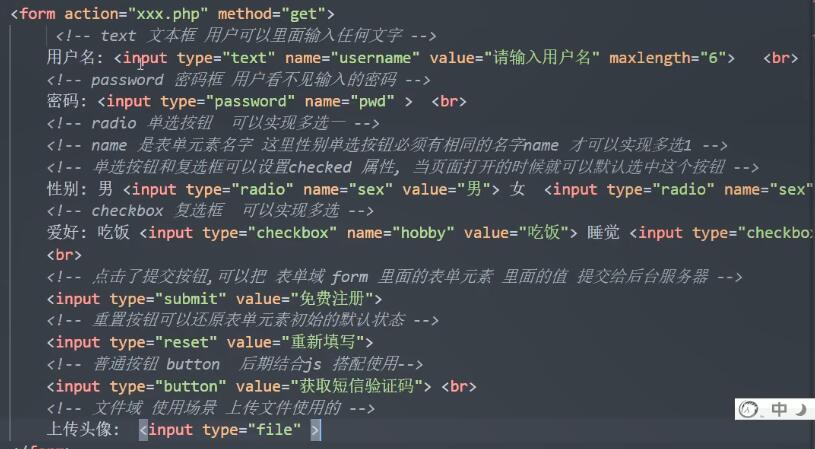 <form action="xxx.php" method="get">
<!-- text 文本框 用户可以里面输入任何文字 -->
用户名: <input type="text" name="username" value="请输入用户名" maxlength="6"> <br>
<!-- password 密码框 用户看不见输入的密码 -->
密码: <input type="password" name="pwd" > <br>
<!-- radio 单选按钮 可以实现多选一 -->
<!-- name 是表单元素名字 这里性别单选按钮必须有相同的名字name 才可以实现多选1 -->
<!-- 单选按钮和复选框可以设置checked 属性, 当页面打开的时候就可以默认选中这个按钮 -->
性别: 男 <input type="radio" name="sex" value="男"> 女 <input type="radio" name="sex"
<!-- checkbox 复选框 可以实现多选 -->
爱好: 吃饭 <input type="checkbox" name="hobby" value="吃饭"> 睡觉 <input type="checkbo
<br>
<!-- 点击了提交按钮,可以把 表单域 form 里面的表单元素 里面的值 提交给后台服务器 -->
<input type="submit" value="免费注册">
<!-- 重置按钮可以还原表单元素初始的默认状态 -->
<input type="reset" value="重新填写">
<!-- 普通按钮 button 后期结合js 搭配使用-->
<input type="button" value="获取短信验证码"> <br>
<!-- 文件域 使用场景 上传文件使用的 -->
中
上传头像: <input type="file" >